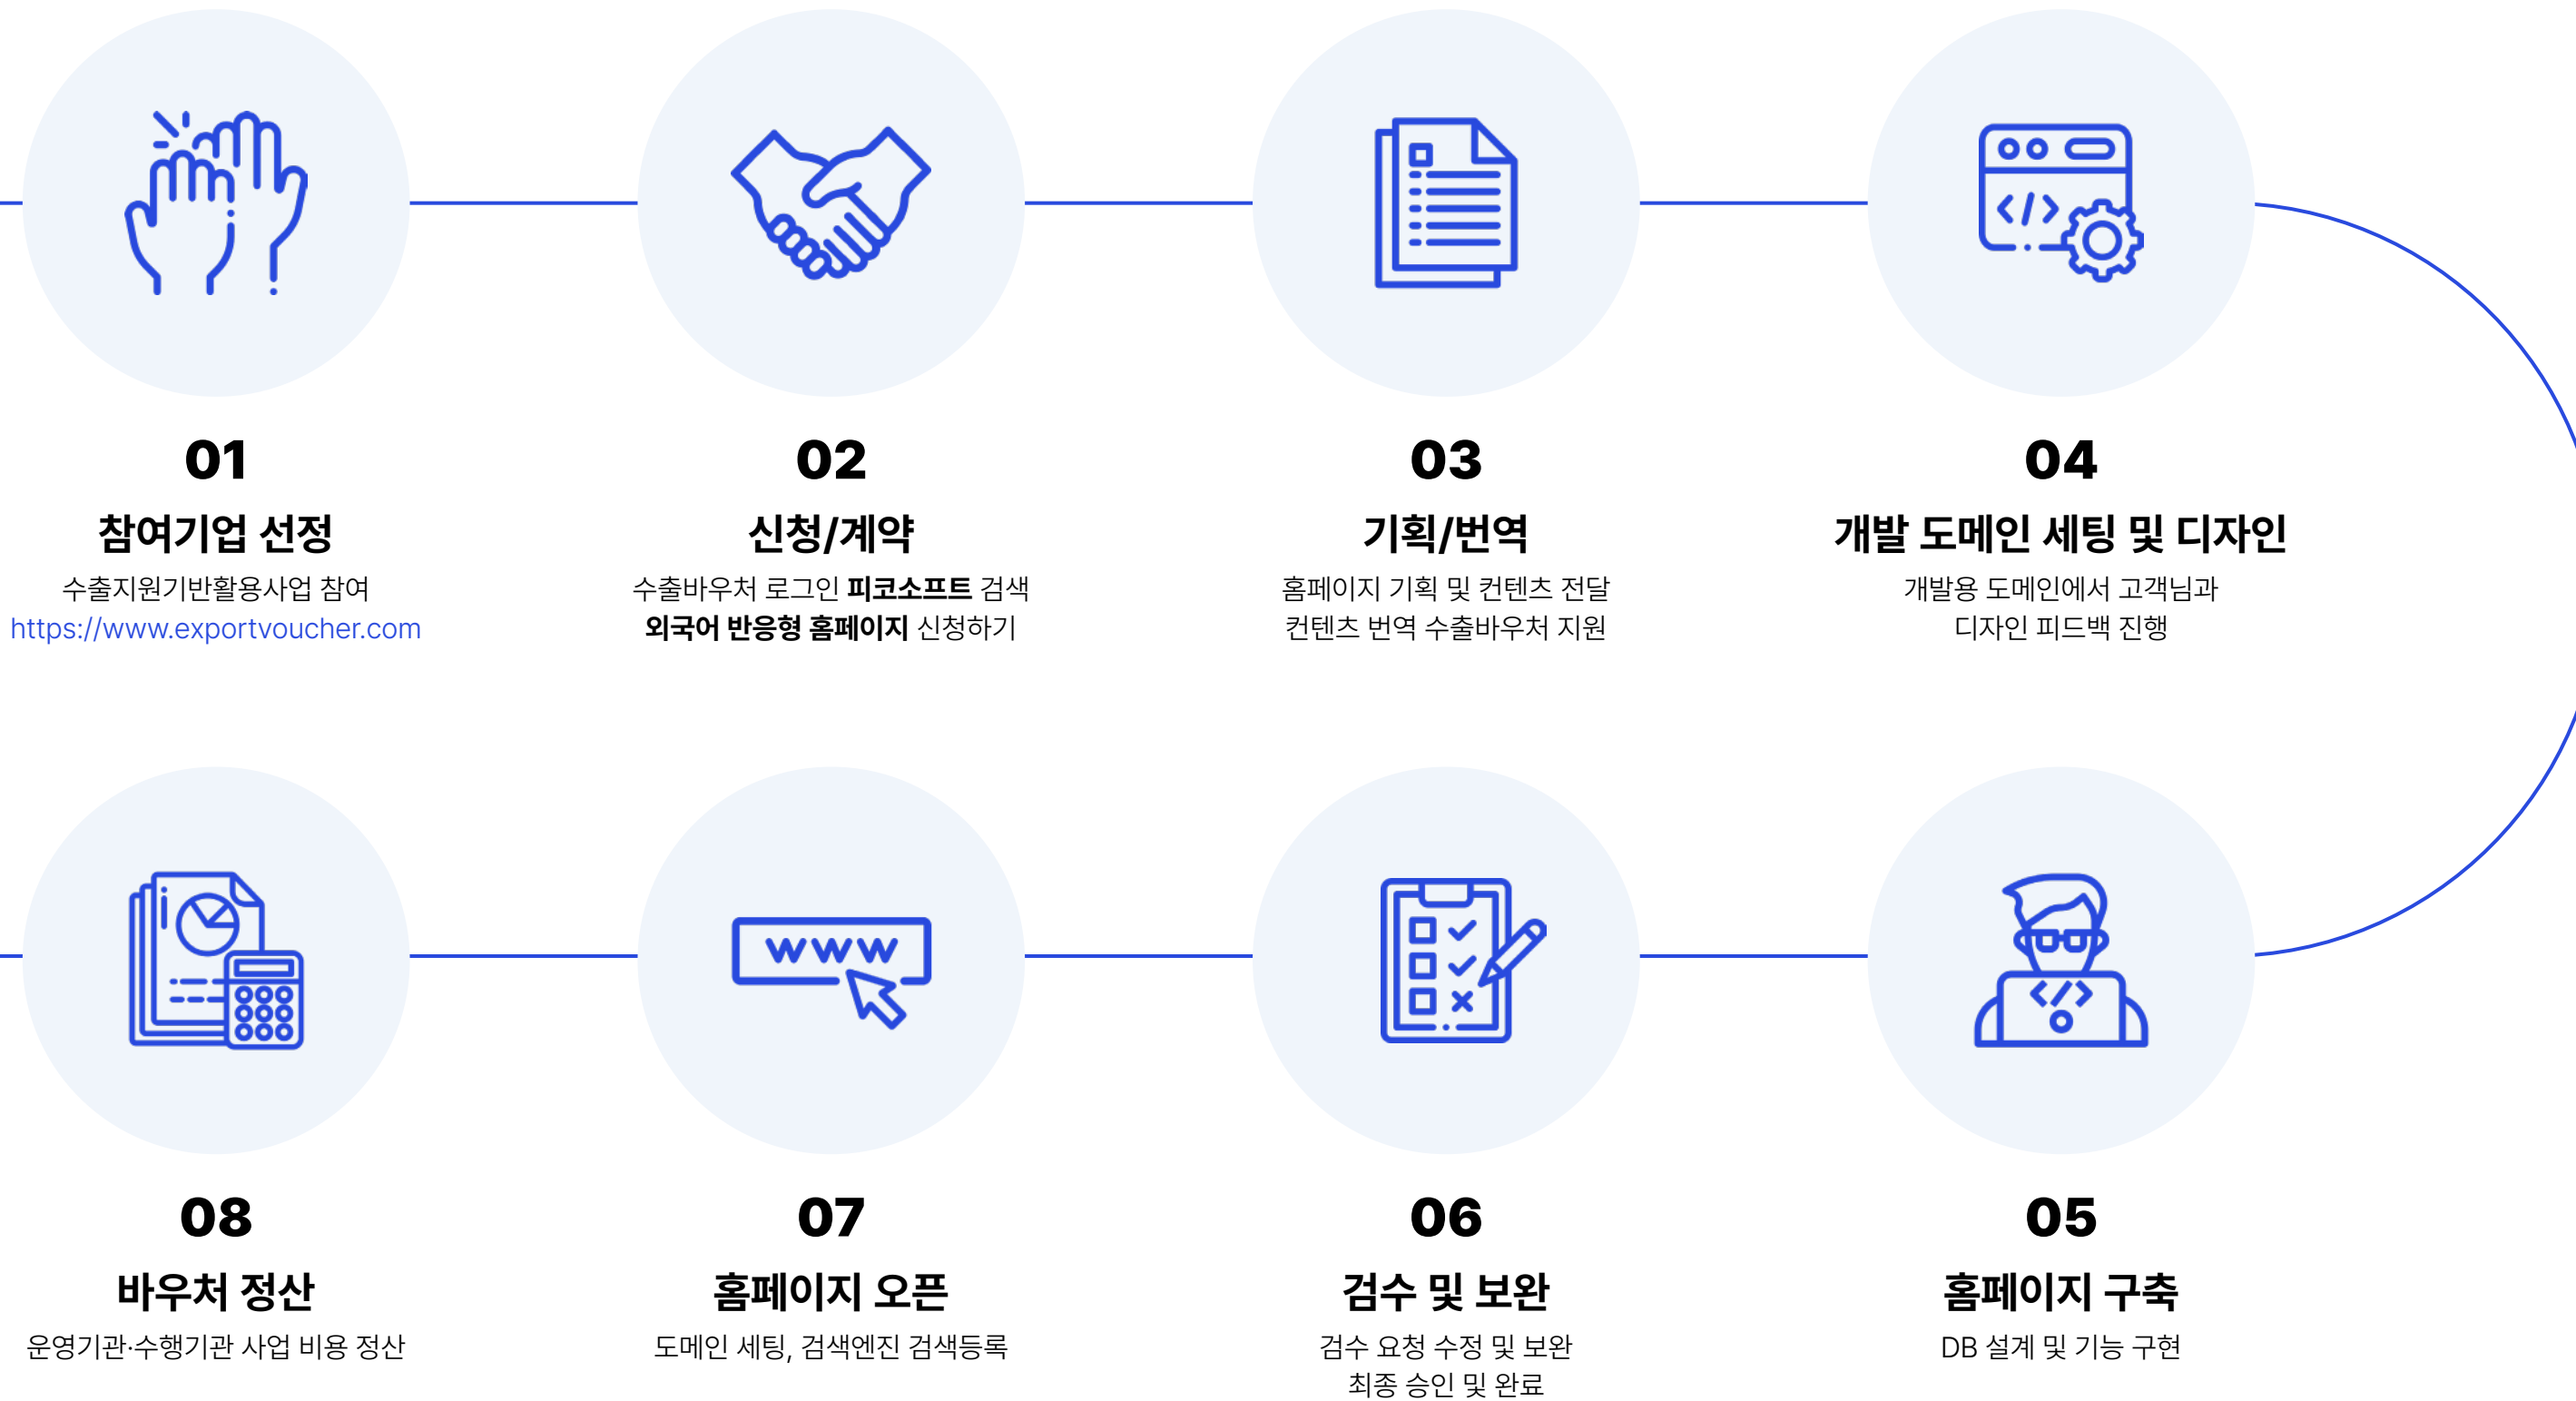 01
참여기업 선정
수출지원기반활용사업 참여
https://www.exportvoucher.com
02
신청/계약
수출바우처 로그인 피코소프트 검색
외국어 반응형 홈페이지 신청하기
03
기획/번역
홈페이지 기획 및 컨텐츠 전달
컨텐츠 번역 수출바우처 지원
04
개발 도메인 세팅 및 디자인
개발용 도메인에서 고객님과
디자인 피드백 진행
WWW
08
바우처 정산
운영기관·수행기관 사업 비용 정산
07
홈페이지 오픈
도메인 세팅, 검색엔진 검색등록
06
검수 및 보완
검수 요청 수정 및 보완
최종 승인 및 완료
05
홈페이지 구축
DB 설계 및 기능 구현